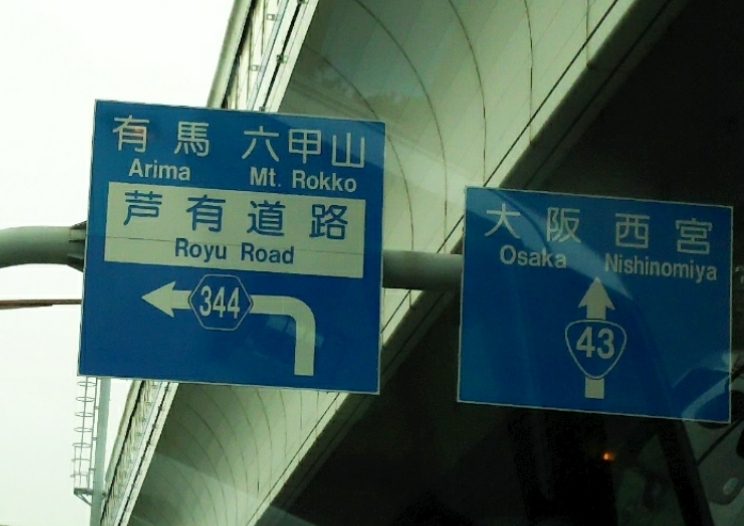 有馬 六甲山
Arima Mt. Rokko
芦有道路
Royu Road
344
大阪 西宮
Osaka Nishinomiya
43